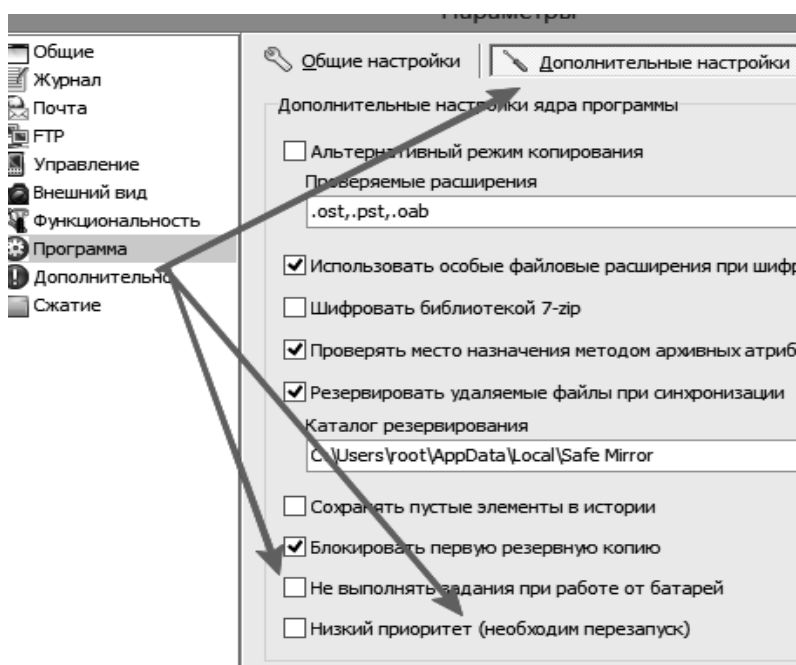 Параметры
Общие
Журнал
Почта
FTP
Управление
Внешний вид
Функциональность
Программа
Дополнительно
Сжатие
Общие настройки
Дополнительные настройки
Дополнительные настройки ядра программы
Альтернативный режим копирования
Проверяемые расширения
.ost,.pst,.oab
Использовать особые файловые расширения при шифр
Шифровать библиотекой 7-zip
Проверять место назначения методом архивных атриб
Резервировать удаляемые файлы при синхронизации
Каталог резервирования
C:\Users\root\AppData\Local\Safe Mirror
Сохранять пустые элементы в истории
Блокировать первую резервную копию
Не выполнять задания при работе от батарей
Низкий приоритет (необходим перезапуск)